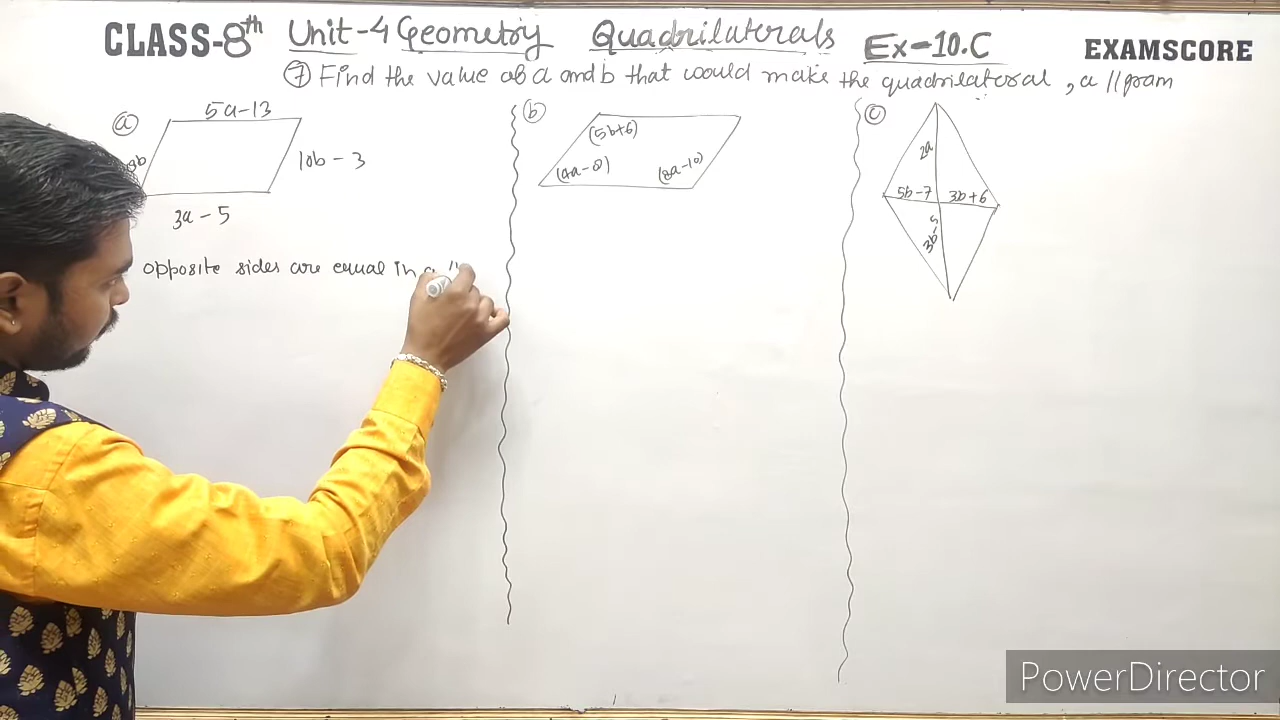 CLASS-8th Unit-4 Geometry Quadrilaterals Ex-10.C EXAMSCORE
⑦ Find the value of a and b that would make the quadrilateral, a //gram
ⓐ 5a-13
10b - 3
3a - 5
opposite sides are equal in a //
ⓑ (5b+6)
(4a-8) (2a-10)
ⓒ 2a
5b-7 3b+6
3b-5
PowerDirector